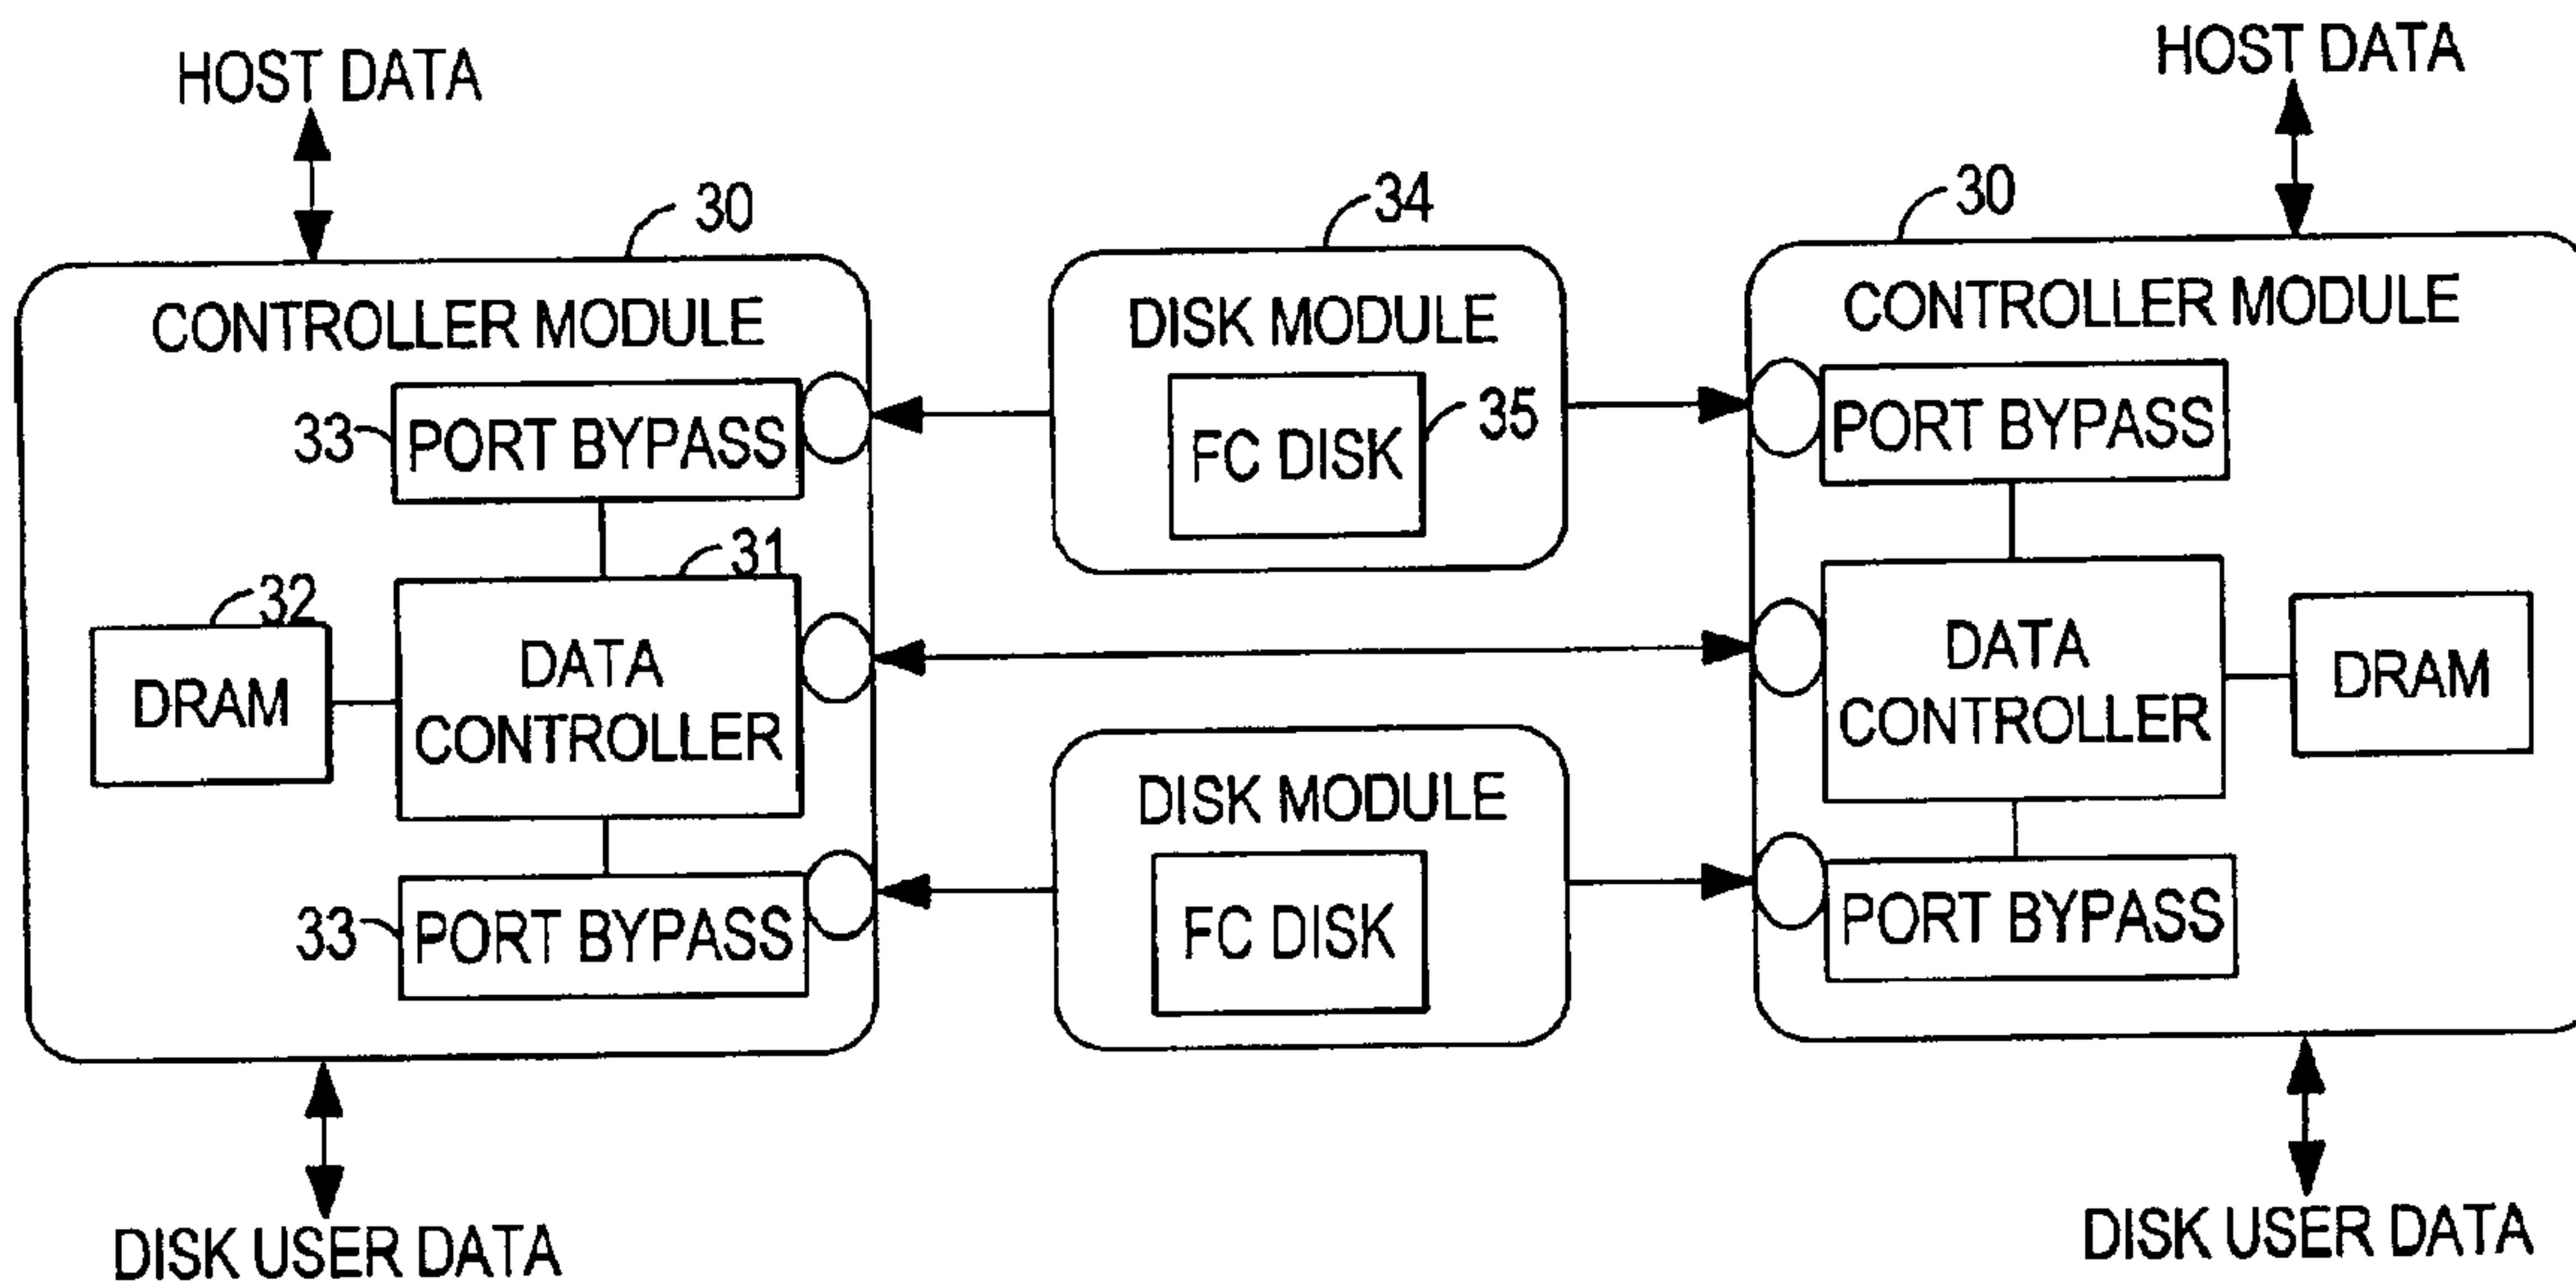 HOST DATA
HOST DATA
30
34
30
CONTROLLER MODULE
DISK MODULE
CONTROLLER MODULE
33
PORT BYPASS
FC DISK
35
PORT BYPASS
31
32
DRAM
DATA
CONTROLLER
DATA
CONTROLLER
DRAM
DISK MODULE
33
PORT BYPASS
FC DISK
PORT BYPASS
DISK USER DATA
DISK USER DATA